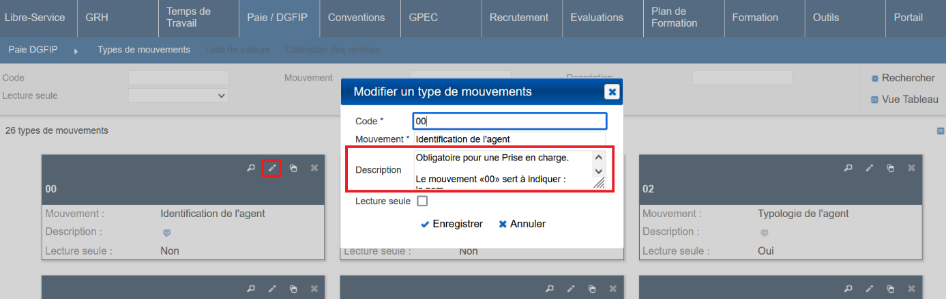 Libre-Service GRH Temps de Travail Paie / DGFIP Conventions GPEC Recrutement Evaluations Plan de Formation Formation Outils Portail
Paie DGFIP Types de mouvements Liste de valeurs Calendrier des remises
Code Mouvement Description Rechercher
Lecture seule Vue Tableau
26 types de mouvements
Modifier un type de mouvements
Code * 00
Mouvement * Identification de l'agent
Description Obligatoire pour une Prise en charge.
Le mouvement «00» sert à indiquer :
le nom
Lecture seule
Enregistrer Annuler
00
Mouvement : Identification de l'agent
Description :
Lecture seule : Non
Lecture seule : Non
02
Mouvement : Typologie de l'agent
Description :
Lecture seule : Oui